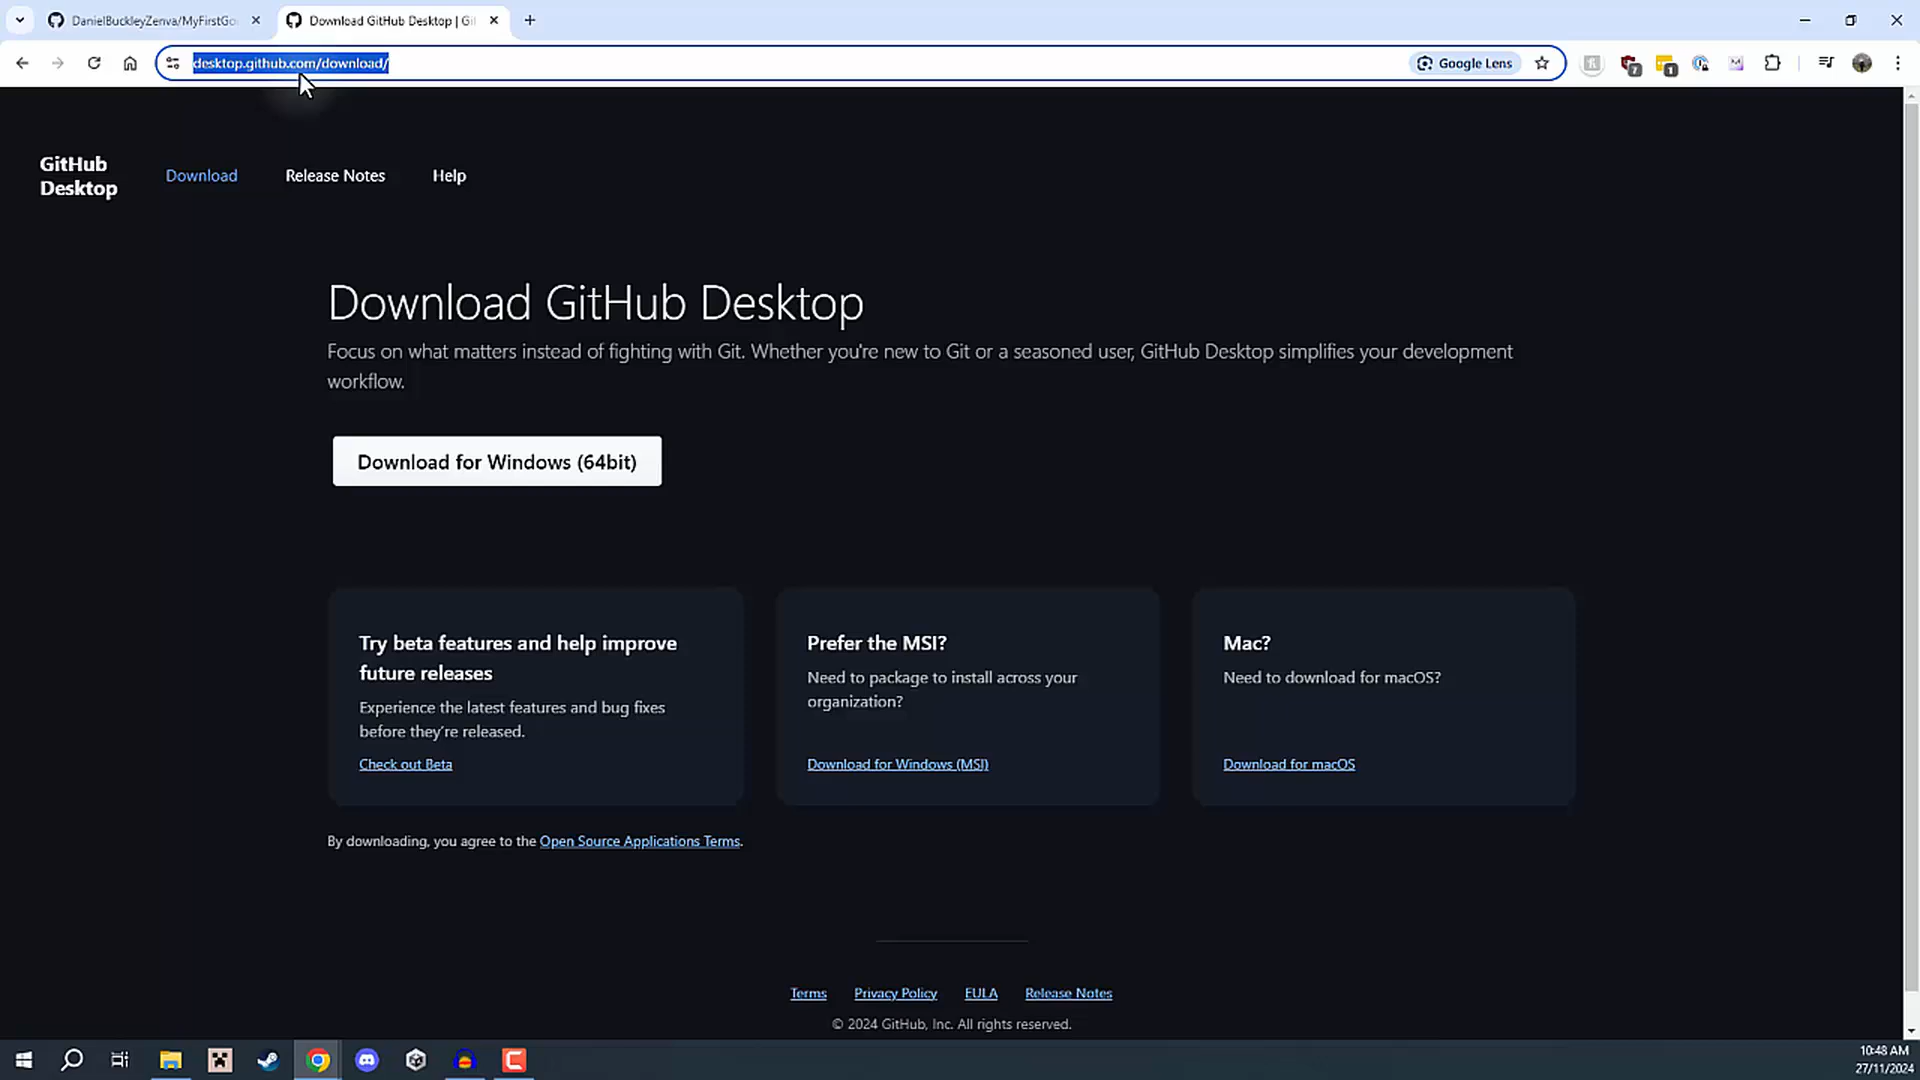 DanielBuckleyZenva/MyFirstGo
Download GitHub Desktop | Gi
desktop.github.com/download/
Google Lens
7
1
GitHub
Desktop
Download
Release Notes
Help
Download GitHub Desktop
Focus on what matters instead of fighting with Git. Whether you're new to Git or a seasoned user, GitHub Desktop simplifies your development
workflow.
Download for Windows (64bit)
Try beta features and help improve
future releases
Experience the latest features and bug fixes
before they're released.
Check out Beta
Prefer the MSI?
Need to package to install across your
organization?
Download for Windows (MSI)
Mac?
Need to download for macOS?
Download for macOS
By downloading, you agree to the Open Source Applications Terms.
Terms
Privacy Policy
EULA
Release Notes
© 2024 GitHub, Inc. All rights reserved.
10:48 AM
27/11/2024